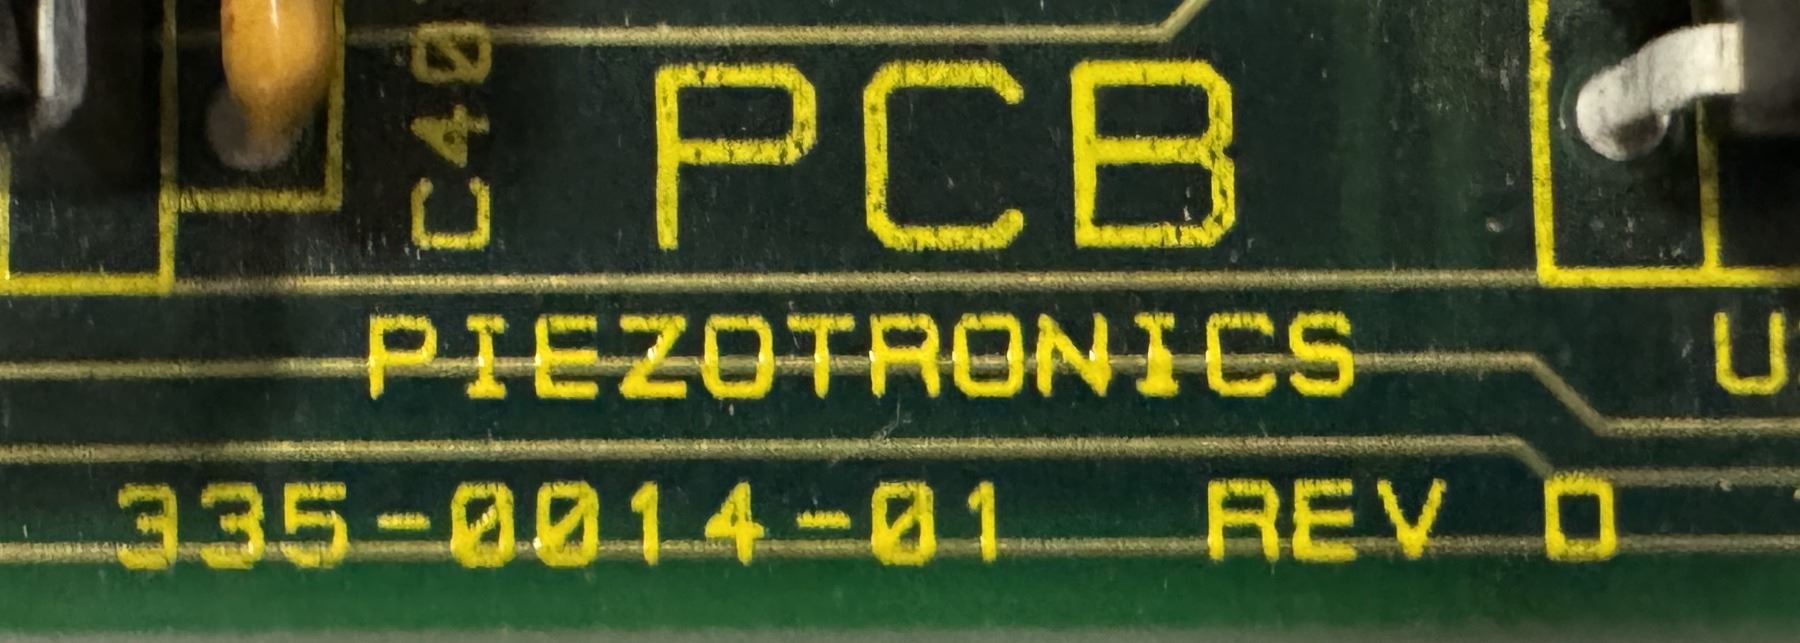 C40
PCB
PIEZOTRONICS
U
335-0014-01 REV D